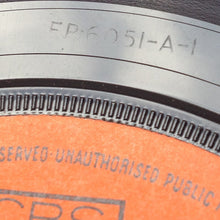 EP:6051-A-1
SERVED·UNAUTHORISED PUBLIC
CBS